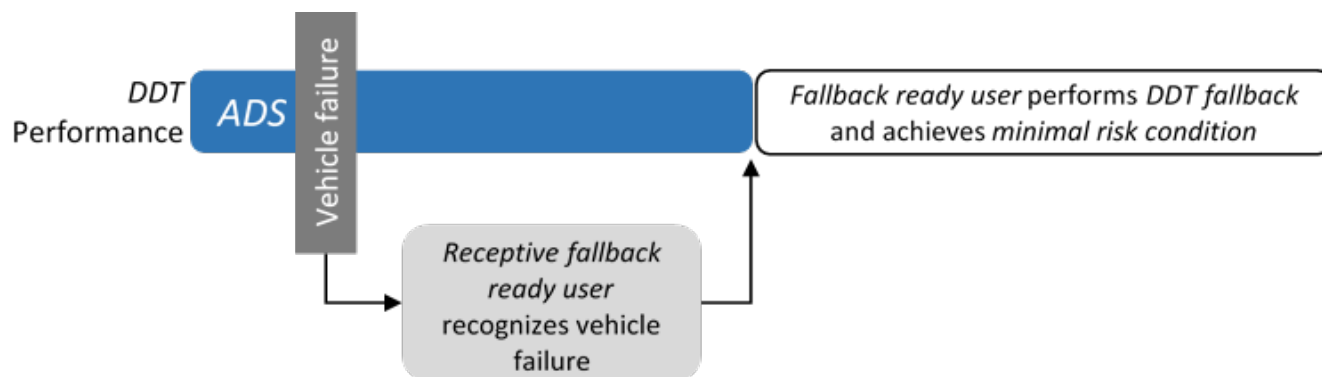 DDT
Performance
ADS
Vehicle failure
Fallback ready user performs DDT fallback
and achieves minimal risk condition
Receptive fallback
ready user
recognizes vehicle
failure